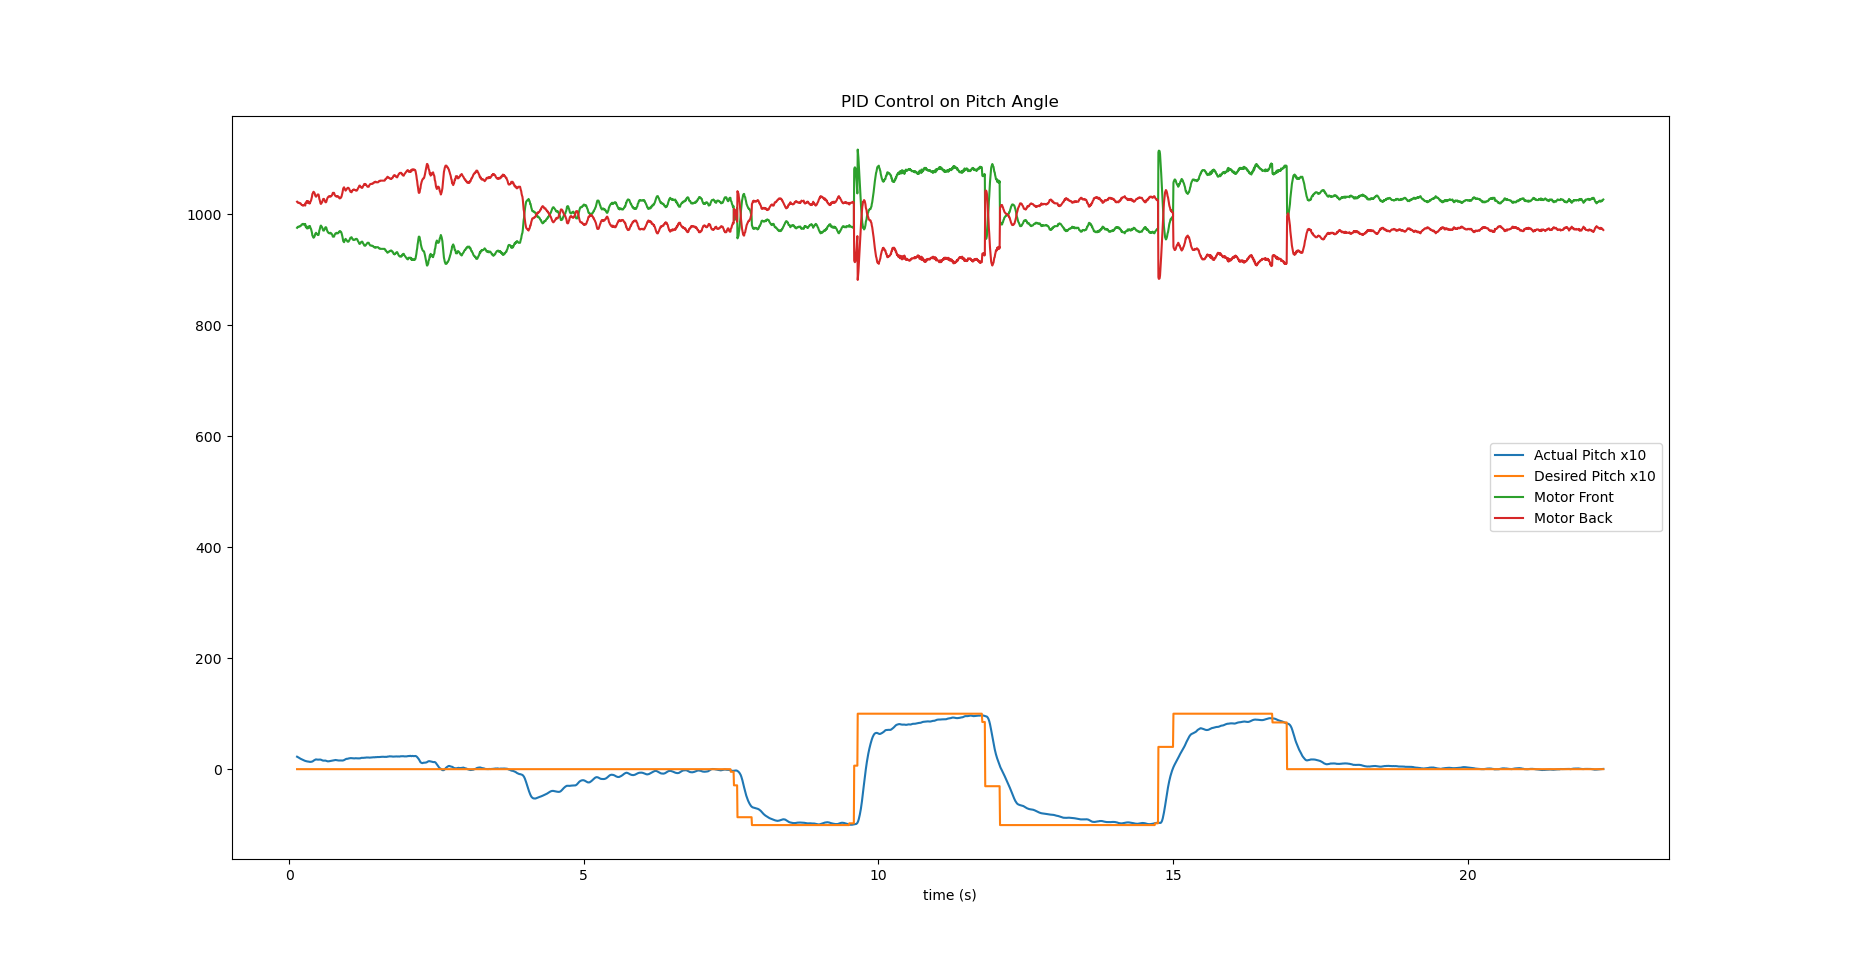 PID Control on Pitch Angle
1000
800
600
400
200
0
Actual Pitch x10
Desired Pitch x10
Motor Front
Motor Back
0 5 10 15 20
time (s)